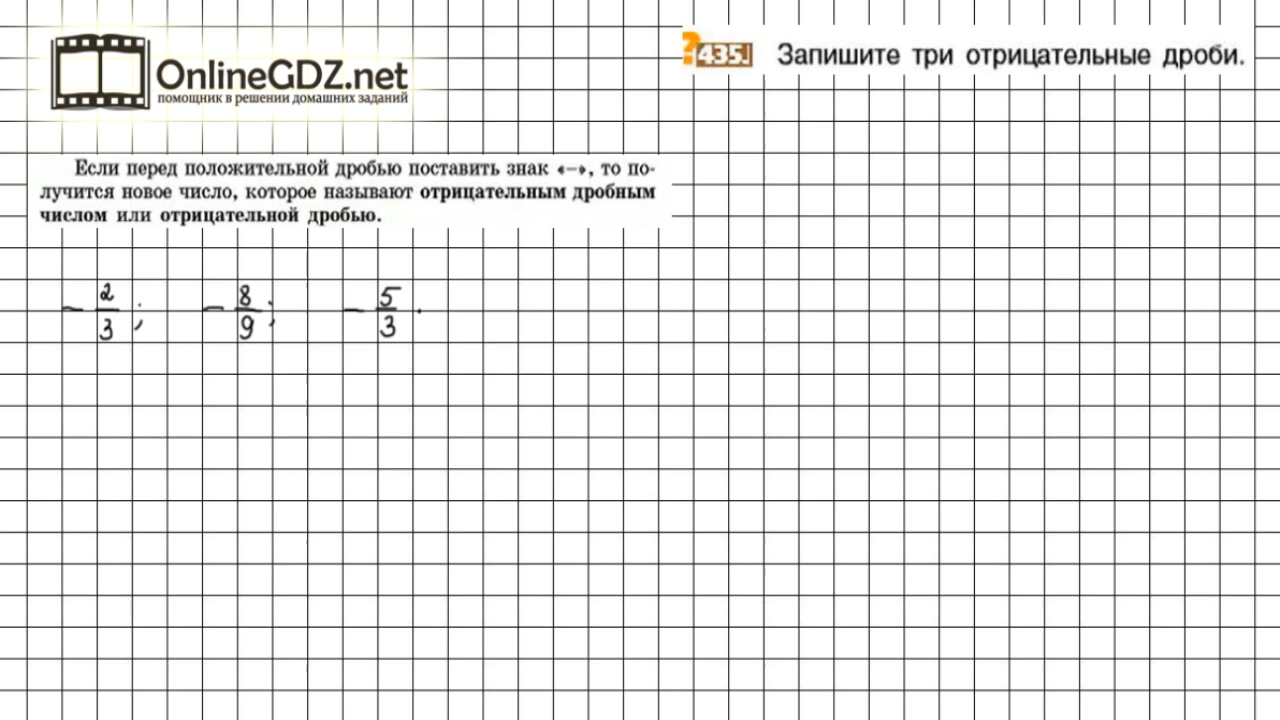 OnlineGDZ.net
помощник в решении домашних заданий
?435. Запишите три отрицательные дроби.
Если перед положительной дробью поставить знак «−», то по-
лучится новое число, которое называют отрицательным дробным
числом или отрицательной дробью.
− 2/3 ; − 8/9 ; − 5/3 .